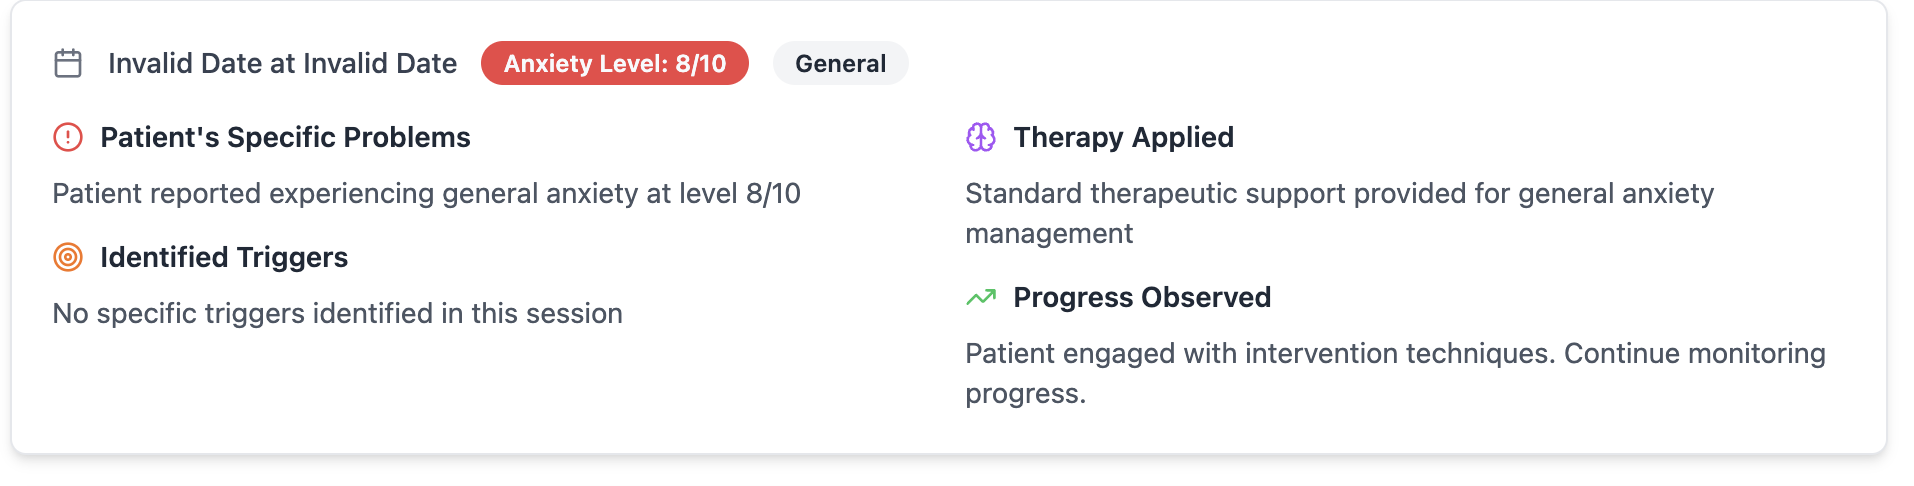 Invalid Date at Invalid Date
Anxiety Level: 8/10
General
Patient's Specific Problems
Patient reported experiencing general anxiety at level 8/10
Identified Triggers
No specific triggers identified in this session
Therapy Applied
Standard therapeutic support provided for general anxiety
management
Progress Observed
Patient engaged with intervention techniques. Continue monitoring
progress.